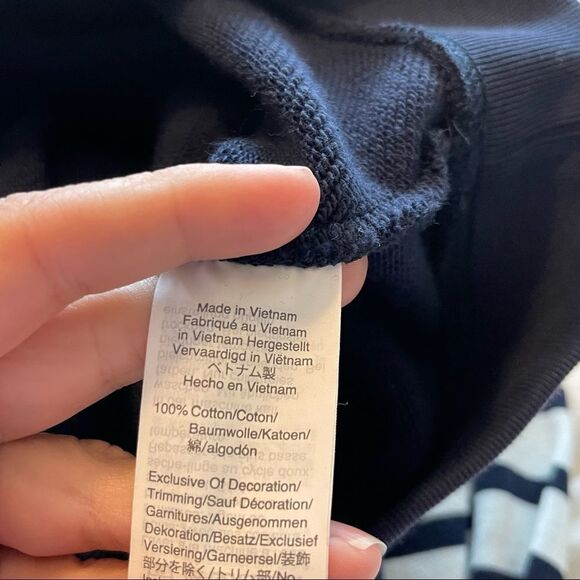 Made in Vietnam
Fabriqué au Vietnam
in Vietnam Hergestellt
Vervaardigd in Viëtnam
ベトナム製
Hecho en Vietnam
100% Cotton/Coton/
Baumwolle/Katoen/
綿/algodón
Exclusive Of Decoration/
Trimming/Sauf Décoration/
Garnitures/Ausgenommen
Dekoration/Besatz/Exclusief
Versiering/Garneersel/装飾
部分を除く/トリム部/No